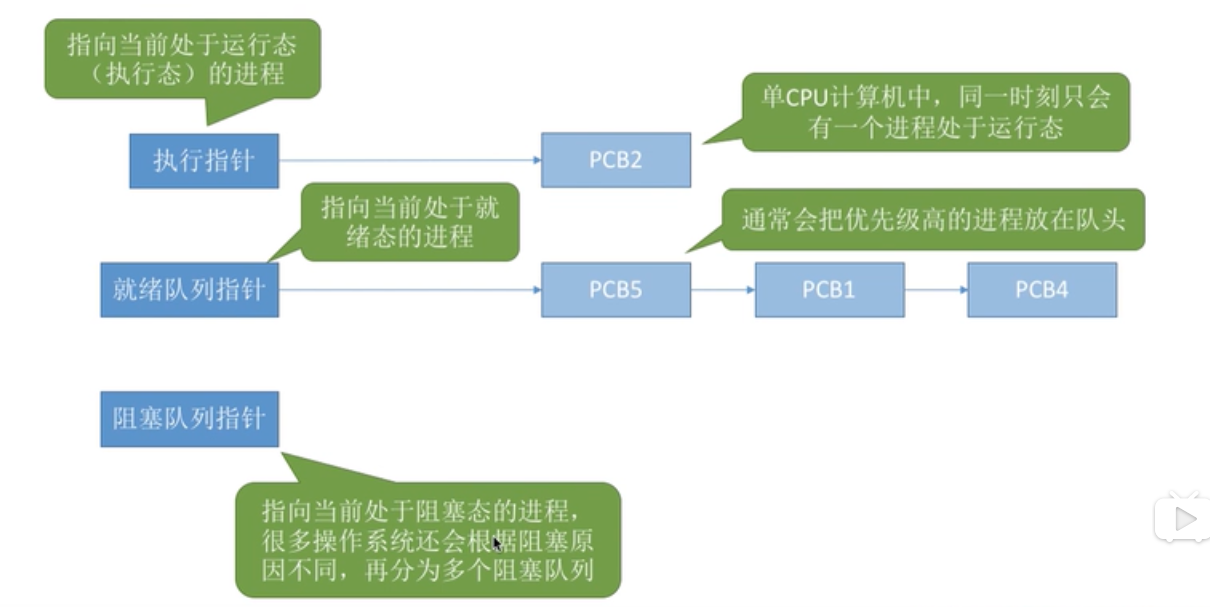 指向当前处于运行态
（执行态）的进程
单CPU计算机中，同一时刻只会
有一个进程处于运行态
执行指针
PCB2
指向当前处于就
绪态的进程
通常会把优先级高的进程放在队头
就绪队列指针
PCB5
PCB1
PCB4
阻塞队列指针
指向当前处于阻塞态的进程，
很多操作系统还会根据阻塞原
因不同，再分为多个阻塞队列